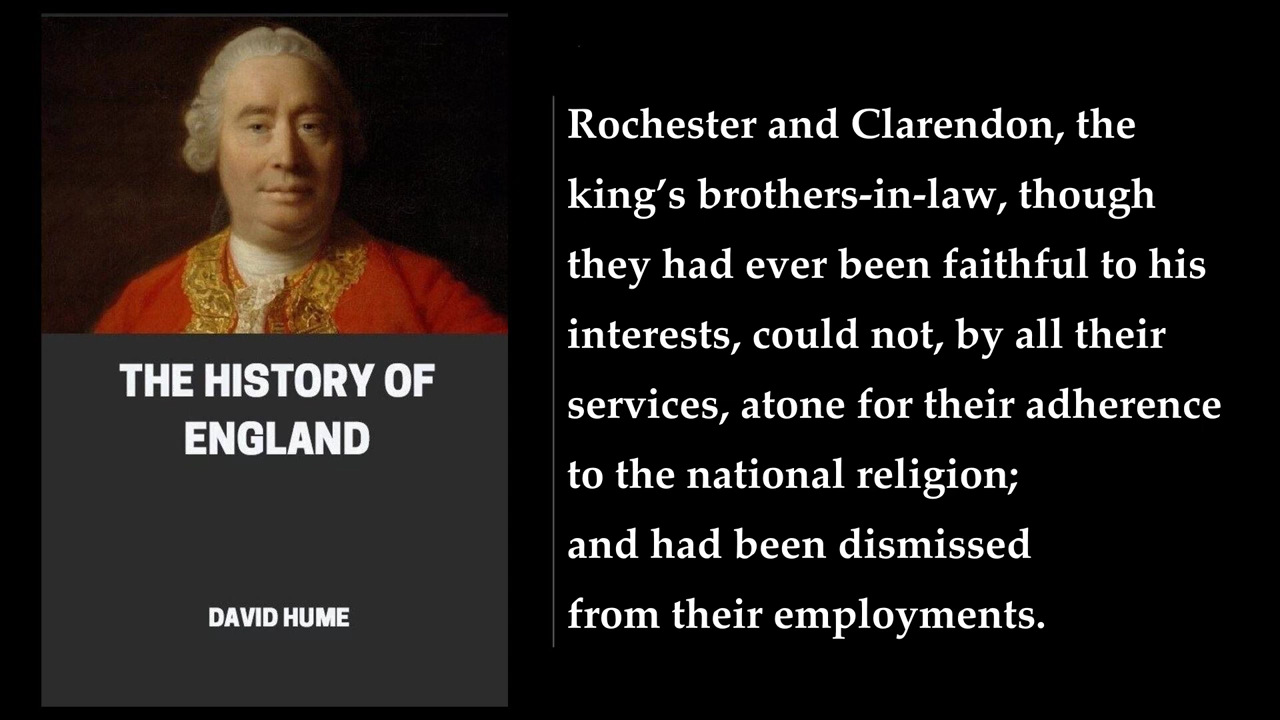 THE HISTORY OF
ENGLAND
DAVID HUME
Rochester and Clarendon, the
king’s brothers-in-law, though
they had ever been faithful to his
interests, could not, by all their
services, atone for their adherence
to the national religion;
and had been dismissed
from their employments.